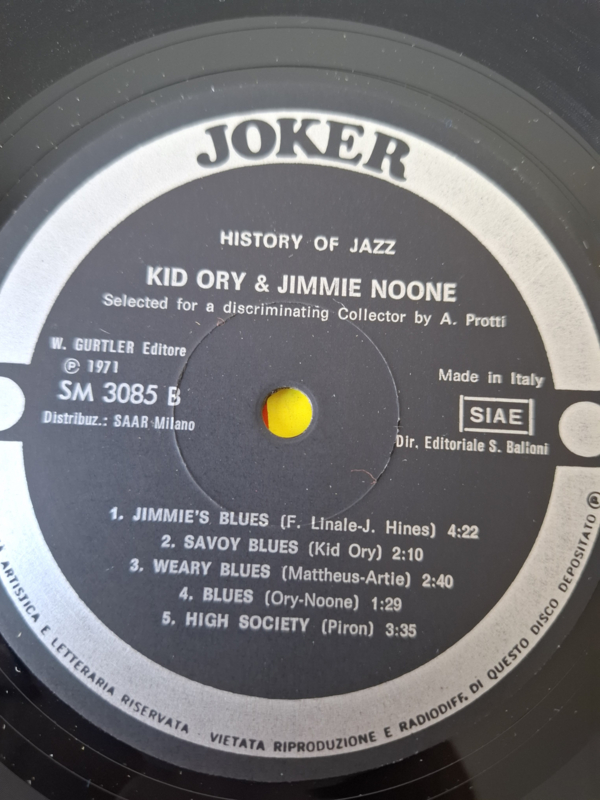 JOKER
HISTORY OF JAZZ
KID ORY & JIMMIE NOONE
Selected for a discriminating Collector by A. Protti
W. GURTLER Editore
Ⓟ 1971
SM 3085 B
Distribuz.: SAAR Milano
Made in Italy
SIAE
Dir. Editoriale S. Balloni
1. JIMMIE'S BLUES (F. Linale-J. Hines) 4:22
2. SAVOY BLUES (Kid Ory) 2:10
3. WEARY BLUES (Mattheus-Artie) 2:40
4. BLUES (Ory-Noone) 1:29
5. HIGH SOCIETY (Piron) 3:35
ARTISTICA E LETTERARIA RISERVATA - VIETATA RIPRODUZIONE E RADIODIFF. DI QUESTO DISCO DEPOSITATO